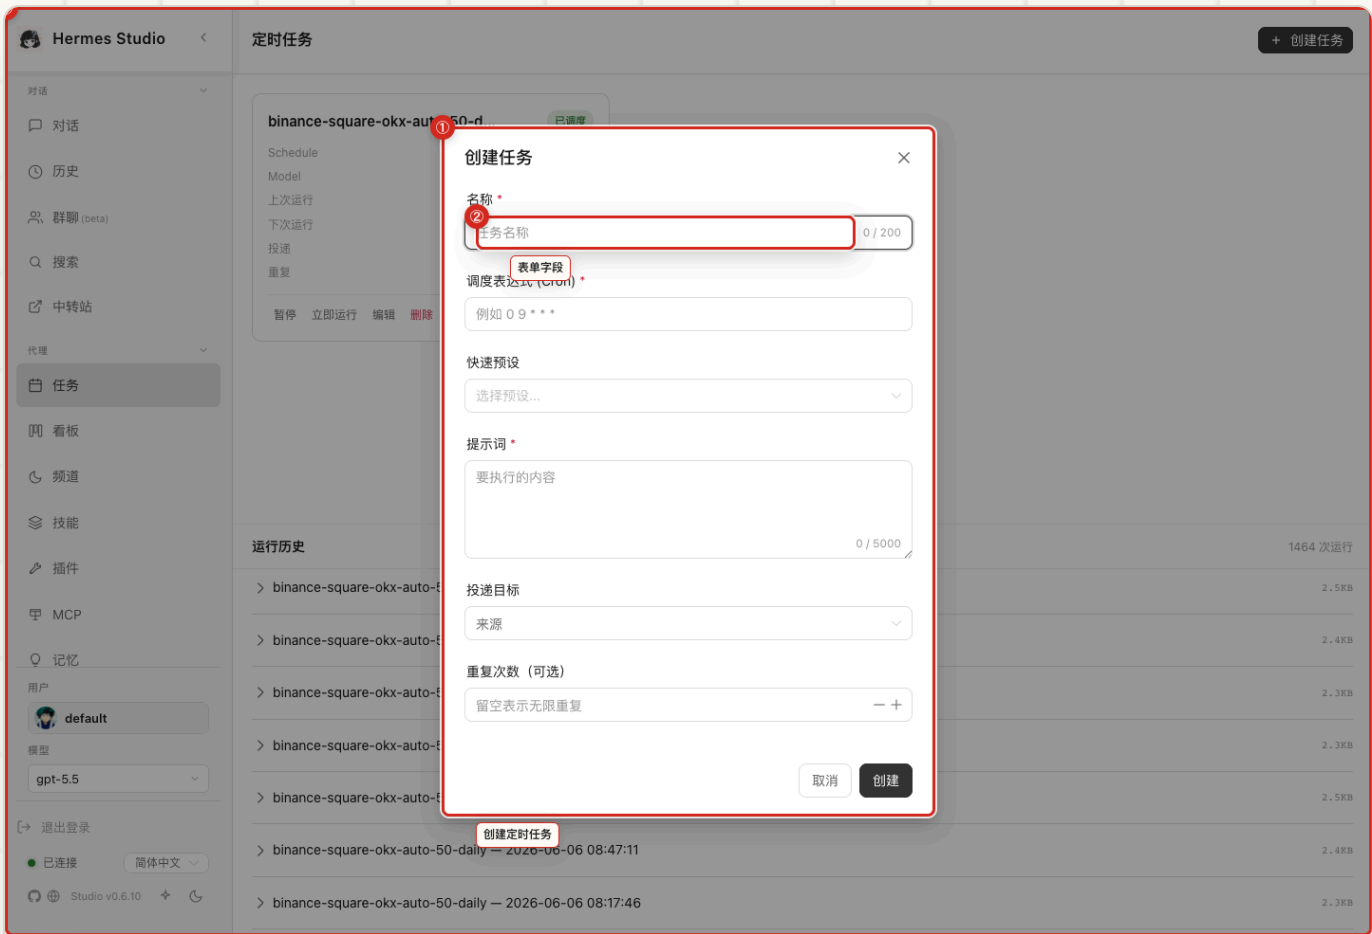 Hermes Studio
定时任务
+ 创建任务
对话
对话
历史
群聊 (beta)
搜索
中转站
代理
任务
看板
频道
技能
插件
MCP
记忆
用户
default
模型
gpt-5.5
退出登录
已连接
简体中文
Studio v0.6.10
binance-square-okx-auto-50-d...
已调度
Schedule
Model
上次运行
下次运行
投递
重复
暂停 立即运行 编辑 删除
①
创建任务
名称 *
②
任务名称
0 / 200
表单字段
调度表达式 (Cron) *
例如 0 9 * * *
快速预设
选择预设...
提示词 *
要执行的内容
0 / 5000
投递目标
来源
重复次数（可选）
留空表示无限重复
取消
创建
创建定时任务
运行历史
1464 次运行
binance-square-okx-auto-5
2.5KB
binance-square-okx-auto-5
2.4KB
binance-square-okx-auto-5
2.3KB
binance-square-okx-auto-5
2.3KB
binance-square-okx-auto-5
2.5KB
binance-square-okx-auto-50-daily — 2026-06-06 08:47:11
2.4KB
binance-square-okx-auto-50-daily — 2026-06-06 08:17:46
2.3KB